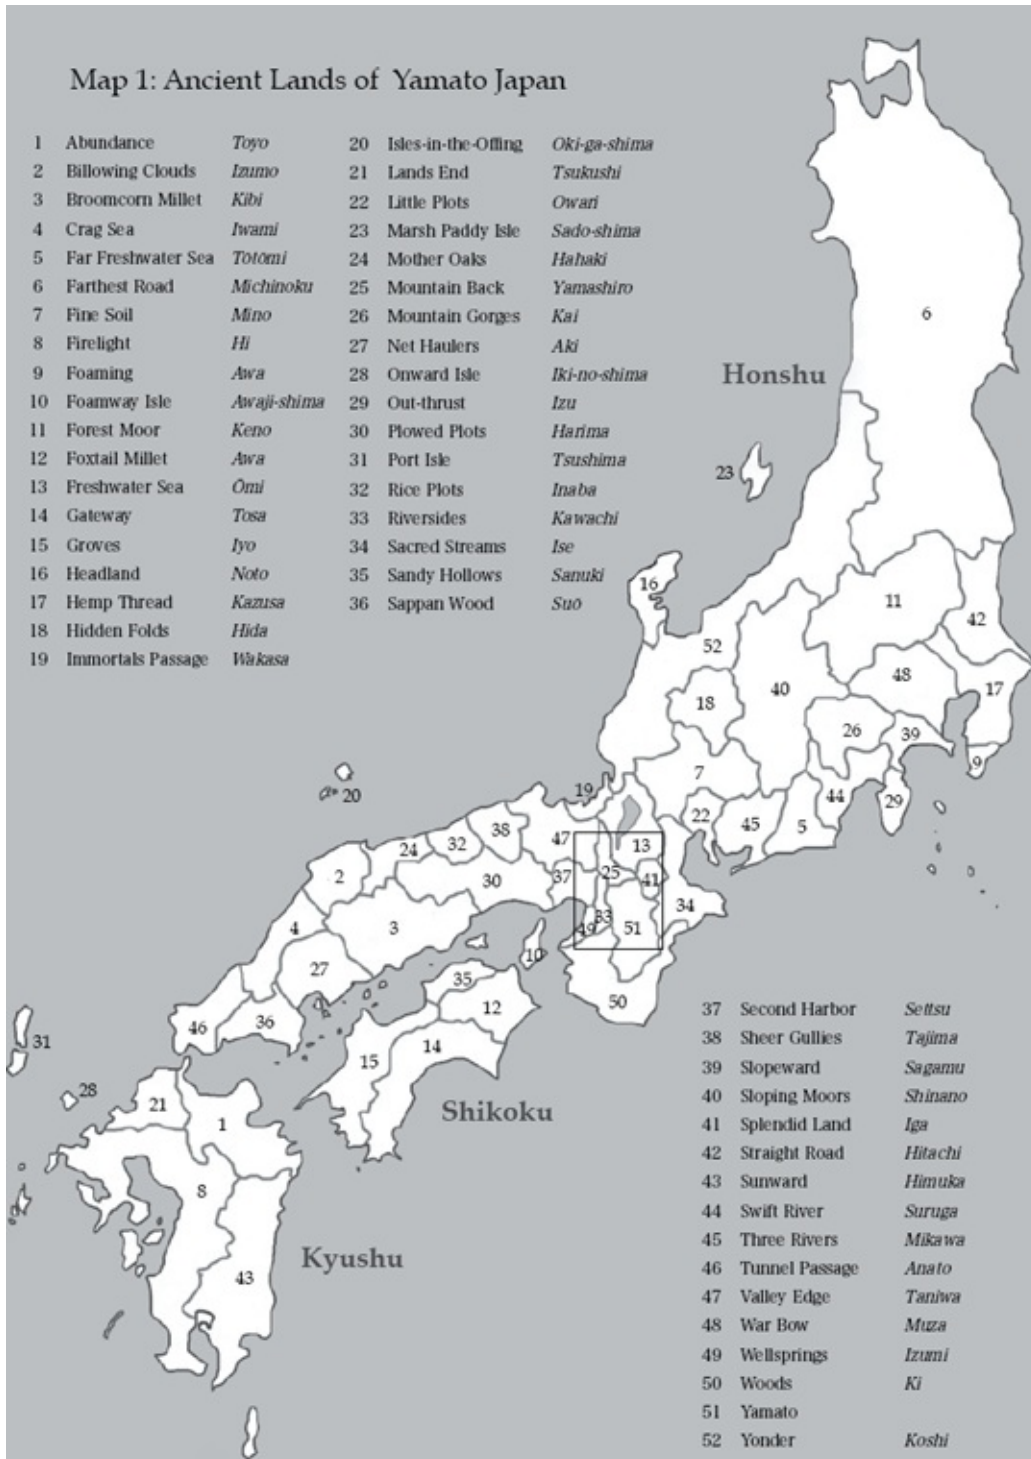 Map 1: Ancient Lands of Yamato Japan
1 Abundance Toyo
2 Billowing Clouds Izumo
3 Broomcorn Millet Kibi
4 Crag Sea Iwami
5 Far Freshwater Sea Tōtōmi
6 Farthest Road Michinoku
7 Fine Soil Mino
8 Firelight Hi
9 Foaming Awa
10 Foamway Isle Awaji-shima
11 Forest Moor Keno
12 Foxtail Millet Awa
13 Freshwater Sea Ōmi
14 Gateway Tosa
15 Groves Iyo
16 Headland Noto
17 Hemp Thread Kazusa
18 Hidden Folds Hida
19 Immortals Passage Wakasa
20 Isles-in-the-Offing Oki-ga-shima
21 Lands End Tsukushi
22 Little Plots Owari
23 Marsh Paddy Isle Sado-shima
24 Mother Oaks Hahaki
25 Mountain Back Yamashiro
26 Mountain Gorges Kai
27 Net Haulers Aki
28 Onward Isle Iki-no-shima
29 Out-thrust Izu
30 Plowed Plots Harima
31 Port Isle Tsushima
32 Rice Plots Inaba
33 Riversides Kawachi
34 Sacred Streams Ise
35 Sandy Hollows Sanuki
36 Sappan Wood Suō
6
Honshu
23
16
11
42
52
48
17
40
18
26
39
9
7
19
20
44
29
22
45
5
38
47
13
32
24
2
30
37
25
41
34
4
3
49
33
51
10
27
35
50
12
46
36
31
14
15
28
21
1
Shikoku
8
Kyushu
43
37 Second Harbor Settsu
38 Sheer Gullies Tajima
39 Slopeward Sagamu
40 Sloping Moors Shinano
41 Splendid Land Iga
42 Straight Road Hitachi
43 Sunward Himuka
44 Swift River Suruga
45 Three Rivers Mikawa
46 Tunnel Passage Anato
47 Valley Edge Taniwa
48 War Bow Muza
49 Wellsprings Izumi
50 Woods Ki
51 Yamato
52 Yonder Koshi